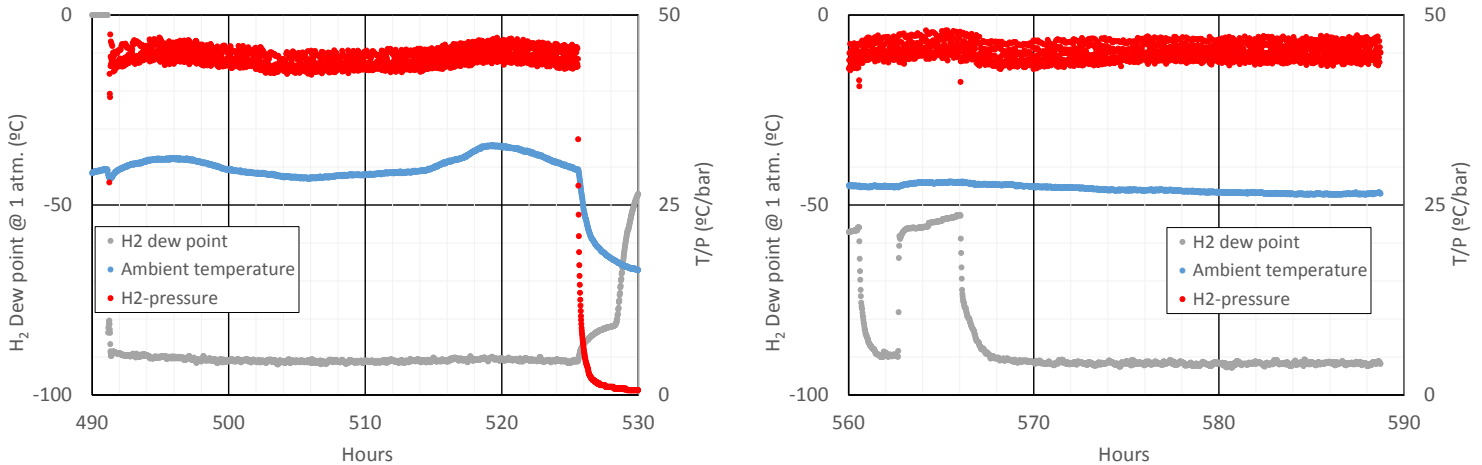 0
-50
-100
H2 Dew point @ 1 atm. (ºC)
50
25
0
T/P (ºC/bar)
490
500
510
520
530
Hours
H2 dew point
Ambient temperature
H2-pressure
0
-50
-100
H2 Dew point @ 1 atm. (ºC)
50
25
0
T/P (ºC/bar)
560
570
580
590
Hours
H2 dew point
Ambient temperature
H2-pressure